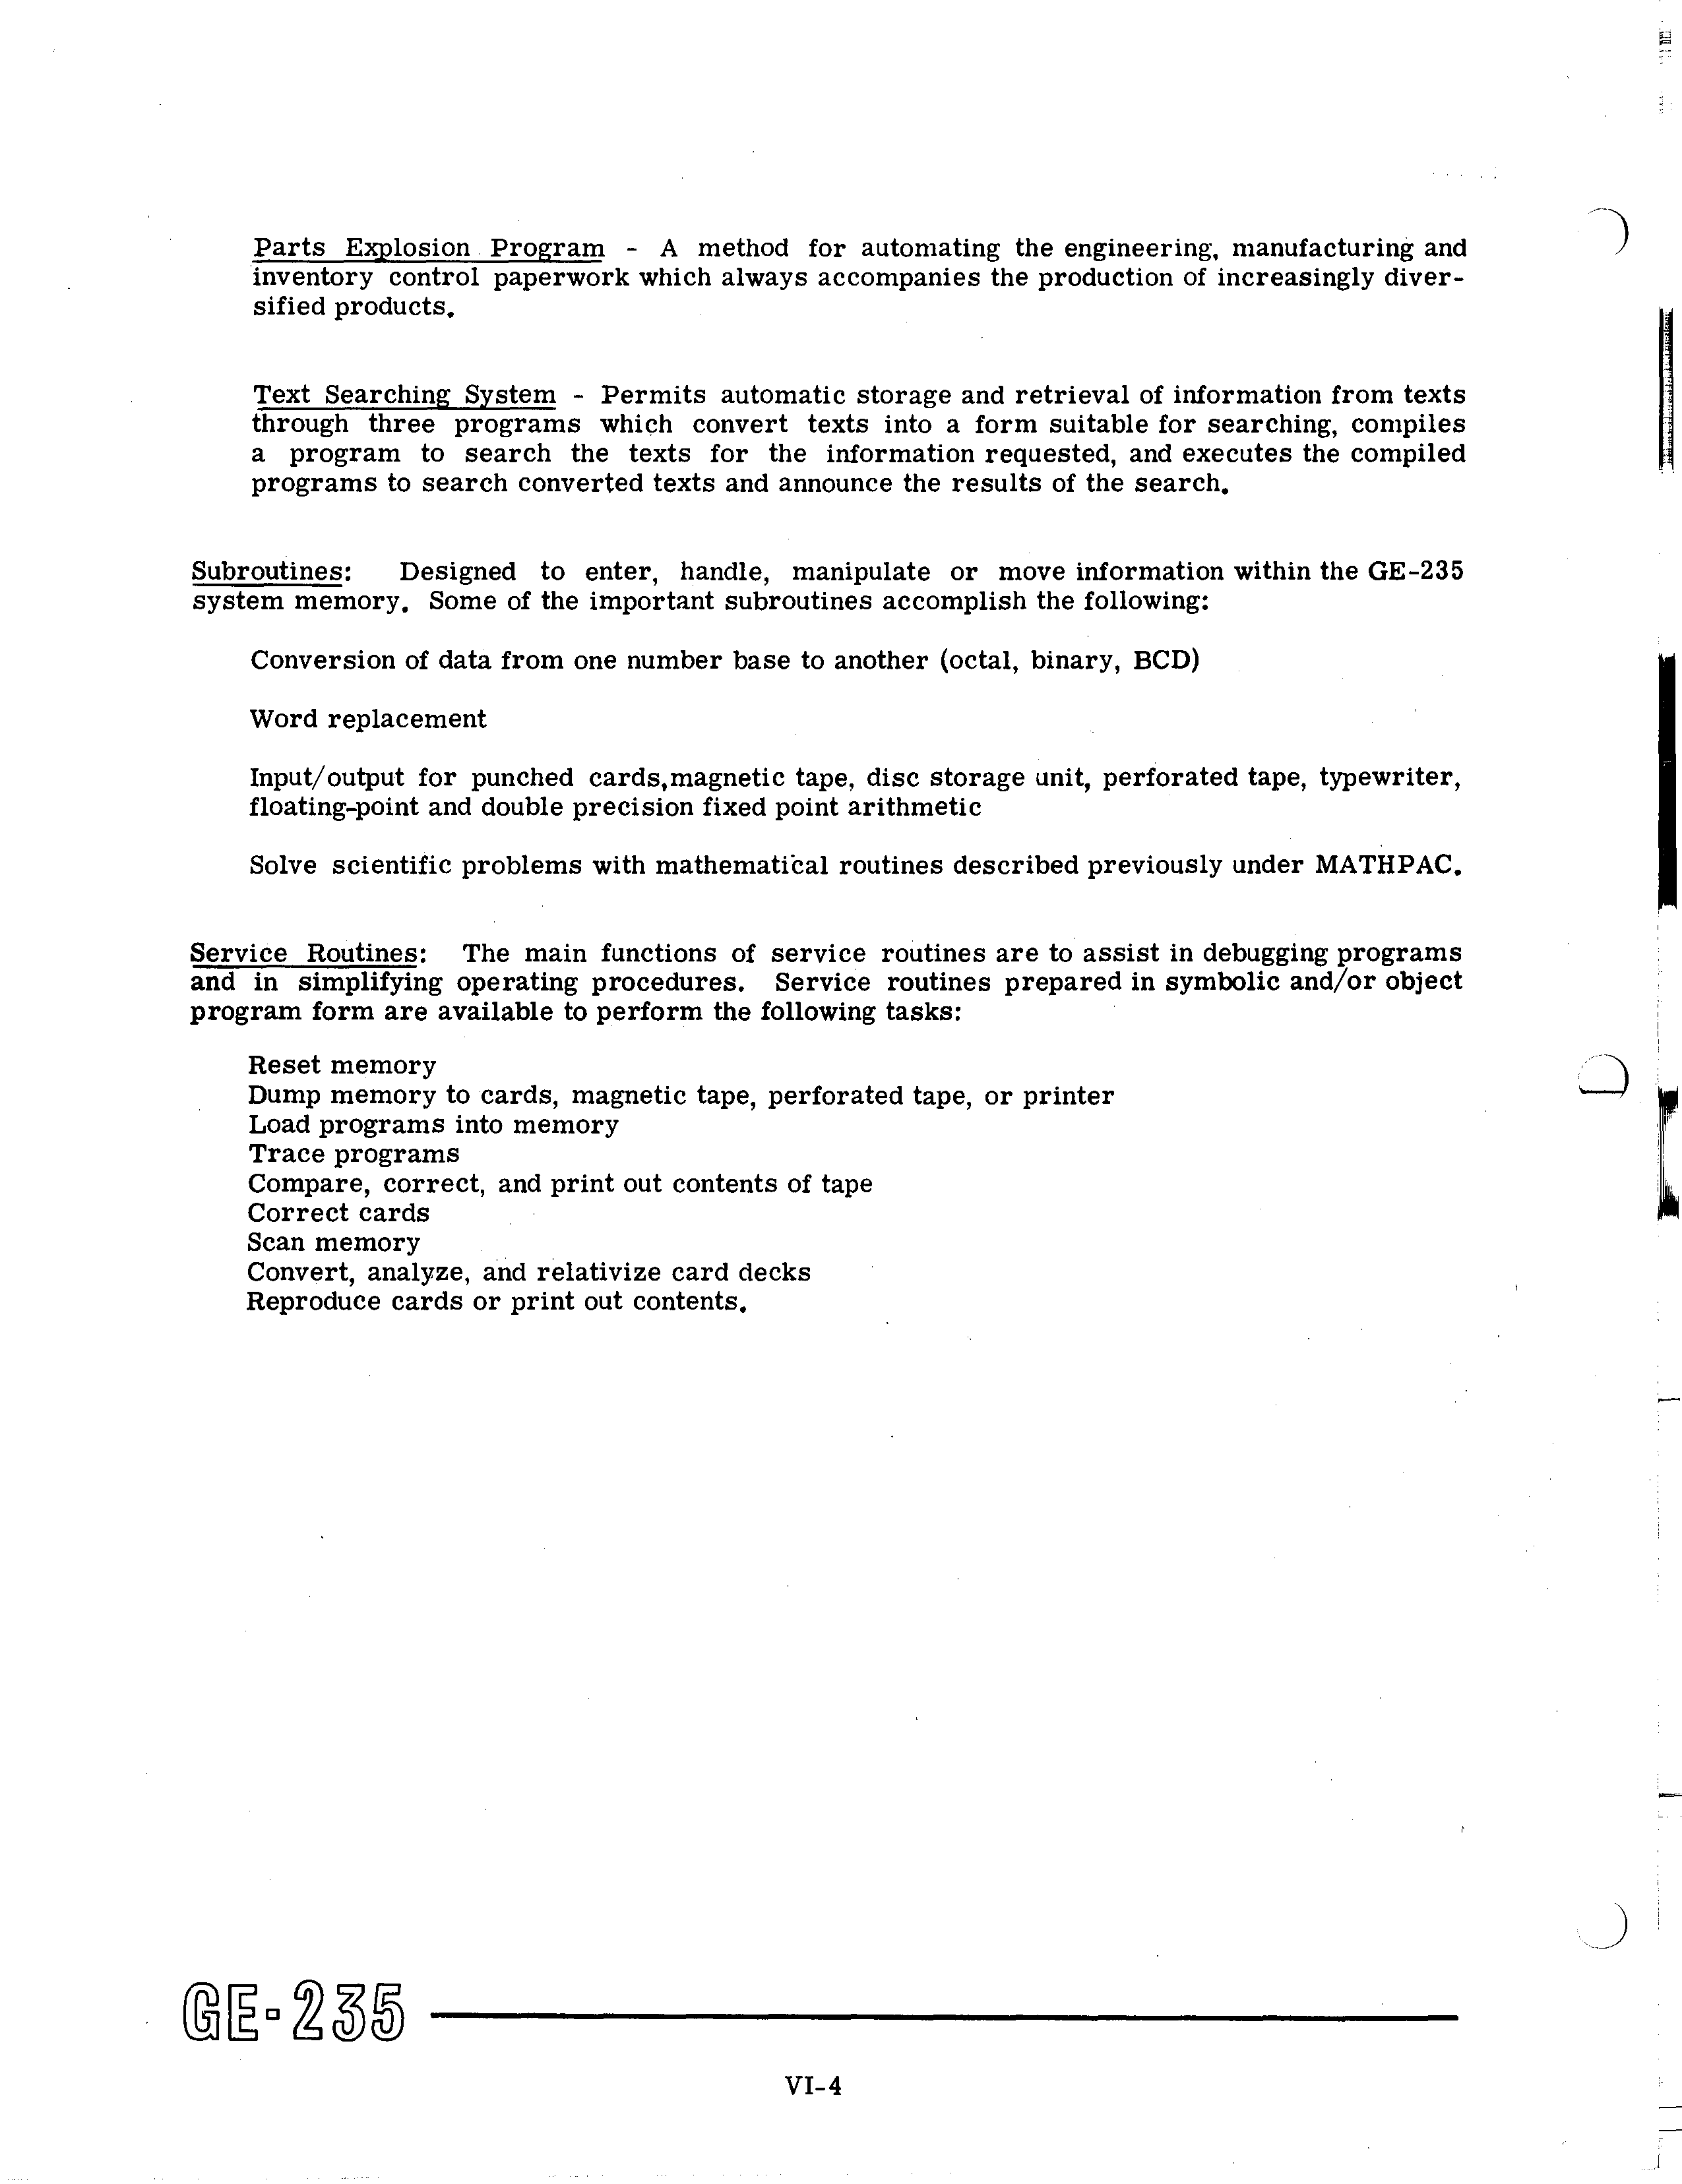 Parts Explosion Program - A method for automating the engineering, manufacturing and
inventory control paperwork which always accompanies the production of increasingly diver-
sified products.
Text Searching System - Permits automatic storage and retrieval of information from texts
through three programs which convert texts into a form suitable for searching, compiles
a program to search the texts for the information requested, and executes the compiled
programs to search converted texts and announce the results of the search.
Subroutines: Designed to enter, handle, manipulate or move information within the GE-235
system memory. Some of the important subroutines accomplish the following:
Conversion of data from one number base to another (octal, binary, BCD)
Word replacement
Input/output for punched cards,magnetic tape, disc storage unit, perforated tape, typewriter,
floating-point and double precision fixed point arithmetic
Solve scientific problems with mathematical routines described previously under MATHPAC.
Service Routines: The main functions of service routines are to assist in debugging programs
and in simplifying operating procedures. Service routines prepared in symbolic and/or object
program form are available to perform the following tasks:
Reset memory
Dump memory to cards, magnetic tape, perforated tape, or printer
Load programs into memory
Trace programs
Compare, correct, and print out contents of tape
Correct cards
Scan memory
Convert, analyze, and relativize card decks
Reproduce cards or print out contents.
GE-235
VI-4